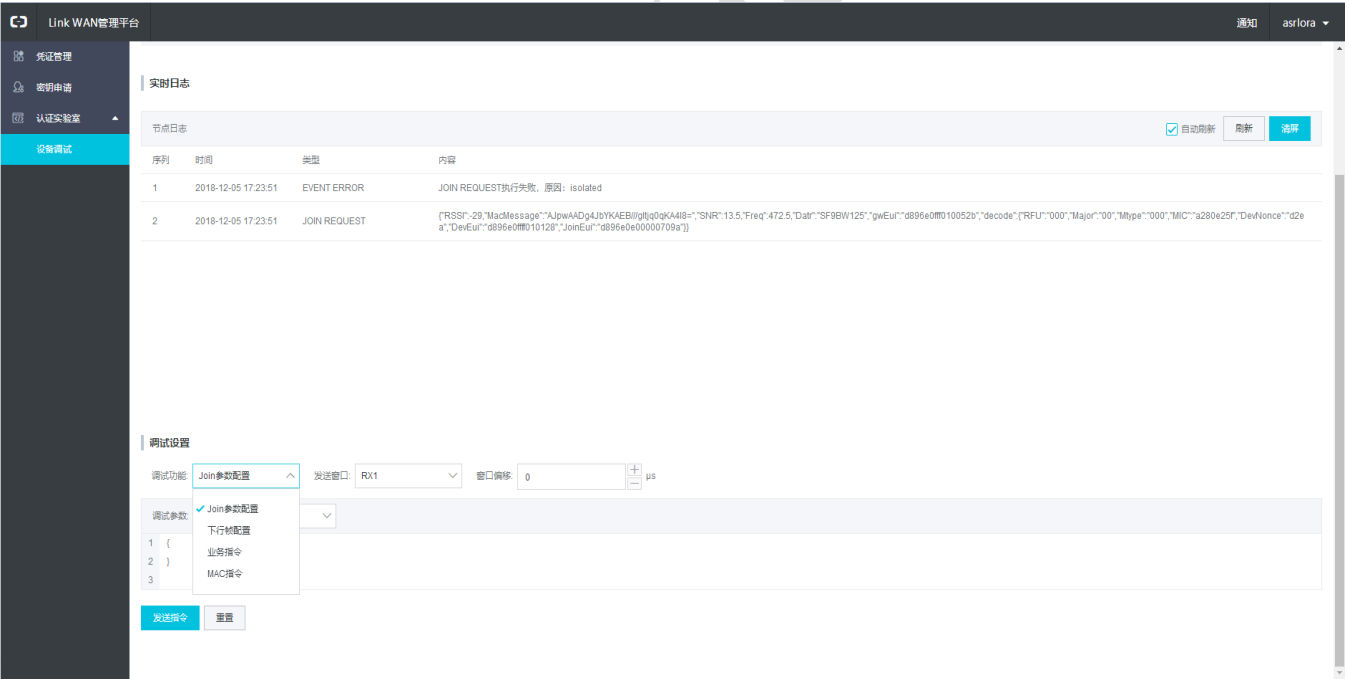 Link WAN管理平台
通知
asrlora
凭证管理
密钥申请
认证实验室
设备调试
实时日志
节点日志
自动刷新
刷新
清屏
序列 时间 类型 内容
1 2018-12-05 17:23:51 EVENT ERROR JOIN REQUEST执行失败，原因：isolated
2 2018-12-05 17:23:51 JOIN REQUEST {"RSSI":-29,"MacMessage":"AJpwAADg4JbYKAEB///gltjq0qKA4l8=","SNR":13.5,"Freq":472.5,"Datr":"SF9BW125","gwEui":"d896e0fff010052b","decode":{"RFU":"000","Major":"00","Mtype":"000","MIC":"a280e25f","DevNonce":"d2e
a","DevEui":"d896e0ffff010128","JoinEui":"d896e0e00000709a"}}
调试设置
调试功能: Join参数配置 发送窗口: RX1 窗口偏移: 0 μs
调试参数:
Join参数配置
下行帧配置
业务指令
MAC指令
1 {
2 }
3
发送指令 重置